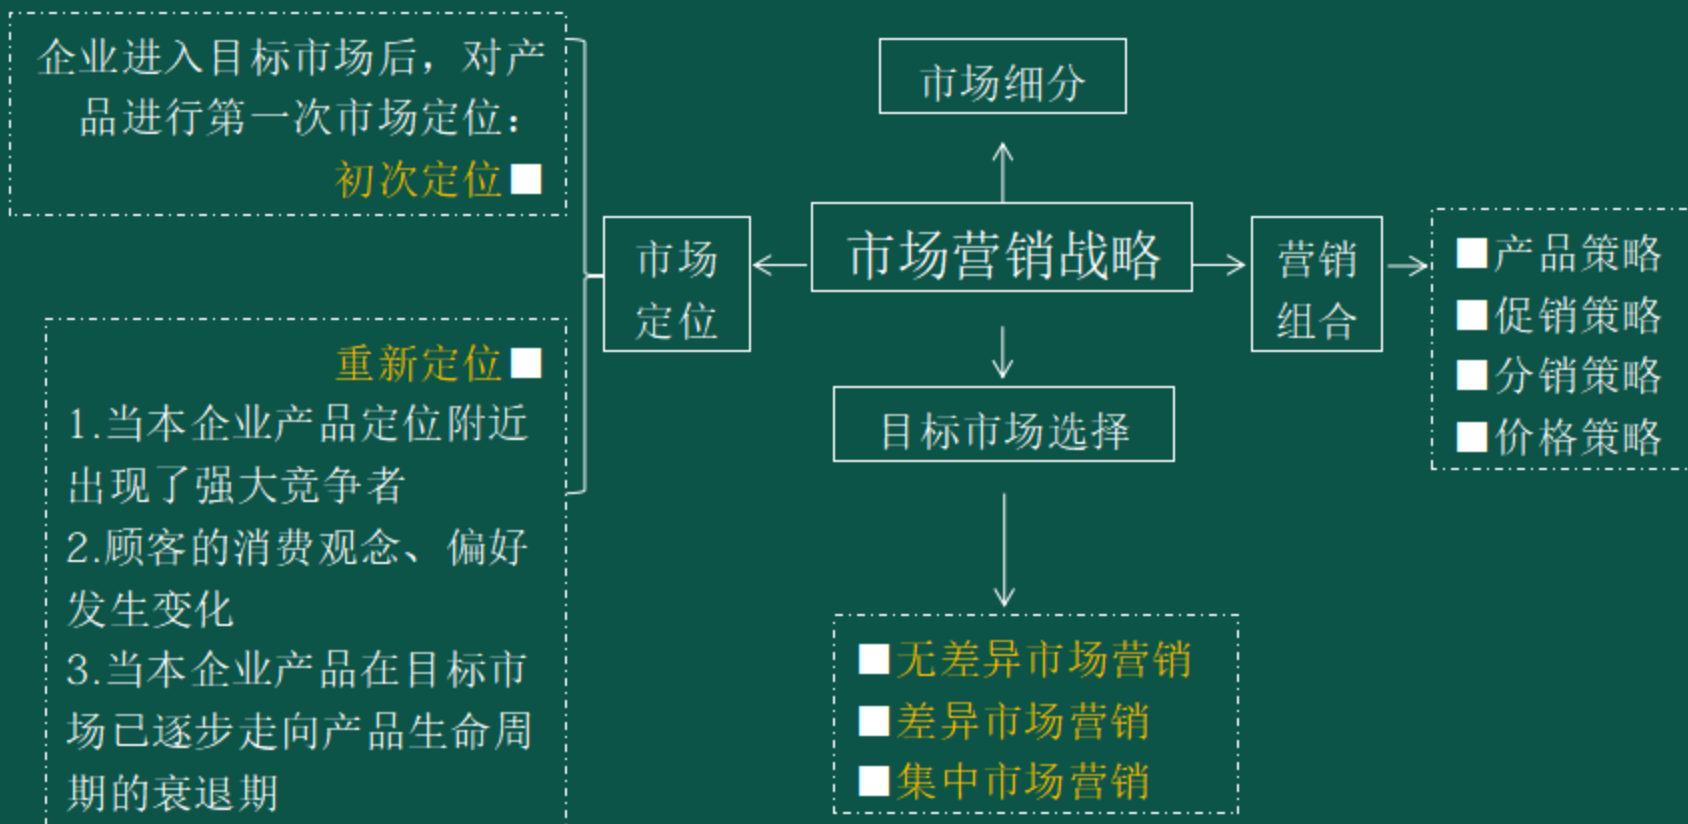 企业进入目标市场后，对产
品进行第一次市场定位：
初次定位■
重新定位■
1.当本企业产品定位附近
出现了强大竞争者
2.顾客的消费观念、偏好
发生变化
3.当本企业产品在目标市
场已逐步走向产品生命周
期的衰退期
市场
定位
市场细分
市场营销战略
目标市场选择
■无差异市场营销
■差异市场营销
■集中市场营销
营销
组合
■产品策略
■促销策略
■分销策略
■价格策略